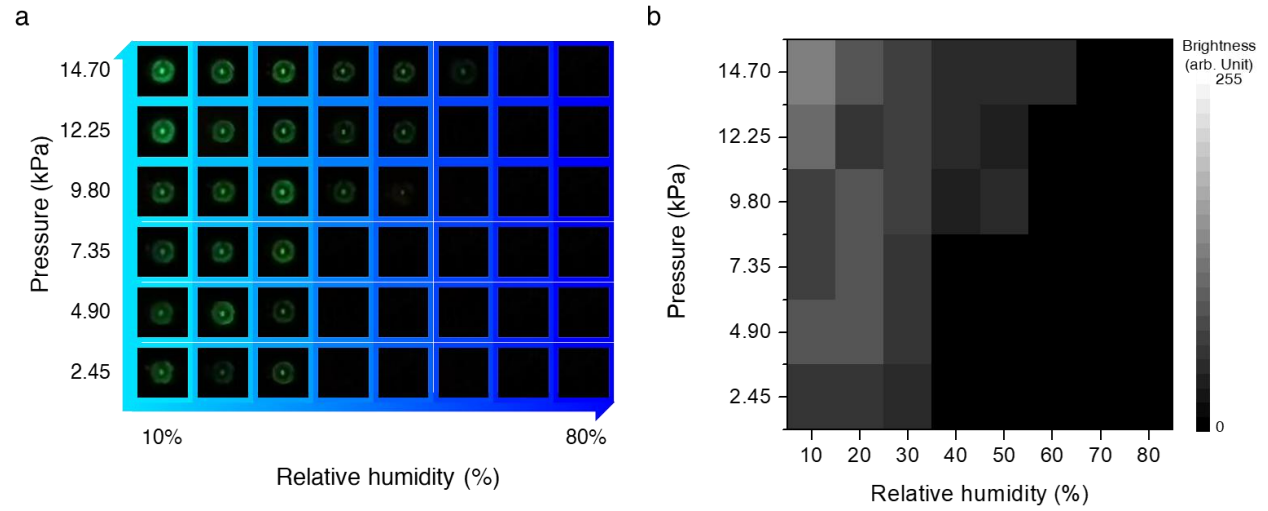 a
Pressure (kPa)
14.70
12.25
9.80
7.35
4.90
2.45
10%
80%
Relative humidity (%)
b
Pressure (kPa)
14.70
12.25
9.80
7.35
4.90
2.45
10 20 30 40 50 60 70 80
Relative humidity (%)
Brightness
(arb. Unit)
255
0